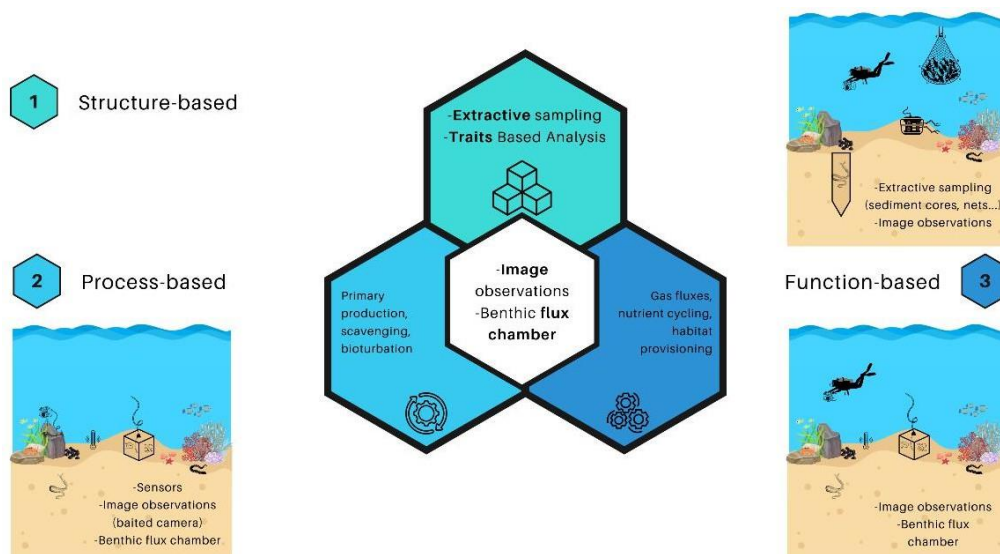 1
Structure-based
-Extractive sampling
-Traits Based Analysis
-Extractive sampling
(sediment cores, nets...)
-Image observations
2
Process-based
Primary
production,
scavenging,
bioturbation
-Image
observations
-Benthic flux
chamber
Gas fluxes,
nutrient cycling,
habitat
provisioning
Function-based
3
-Sensors
-Image observations
(baited camera)
-Benthic flux chamber
-Image observations
-Benthic flux
chamber